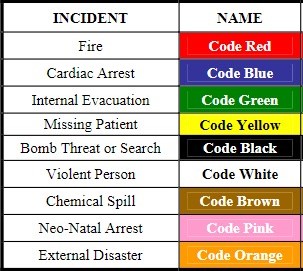 INCIDENT NAME
Fire Code Red
Cardiac Arrest Code Blue
Internal Evacuation Code Green
Missing Patient Code Yellow
Bomb Threat or Search Code Black
Violent Person Code White
Chemical Spill Code Brown
Neo-Natal Arrest Code Pink
External Disaster Code Orange